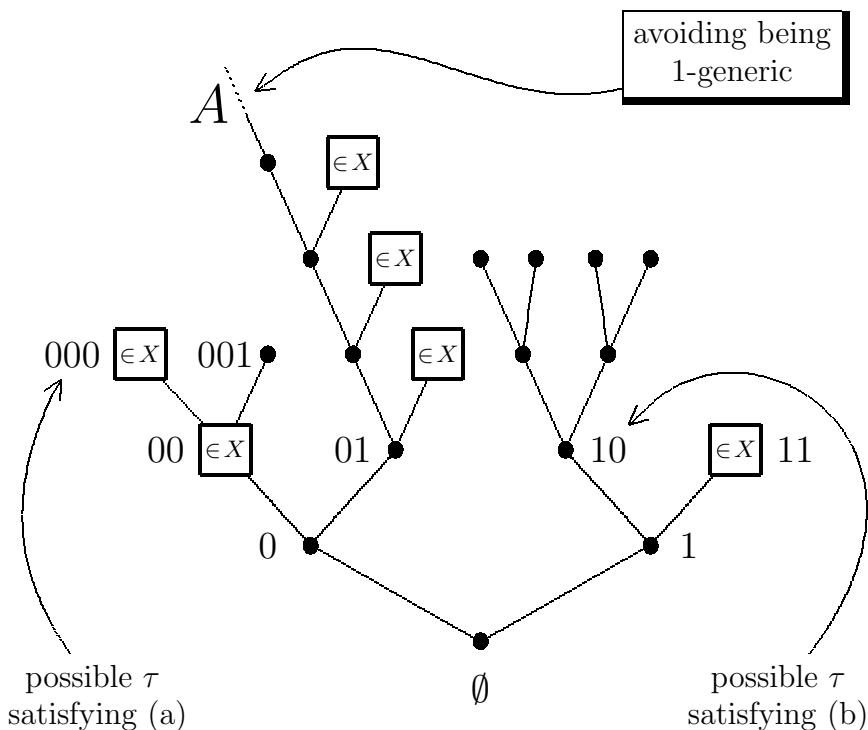 avoiding being
1-generic
A
∈X
∈X
000 ∈X 001 ∈X
00 ∈X 01 10 ∈X 11
0 1
∅
possible τ
satisfying (a)
possible τ
satisfying (b)